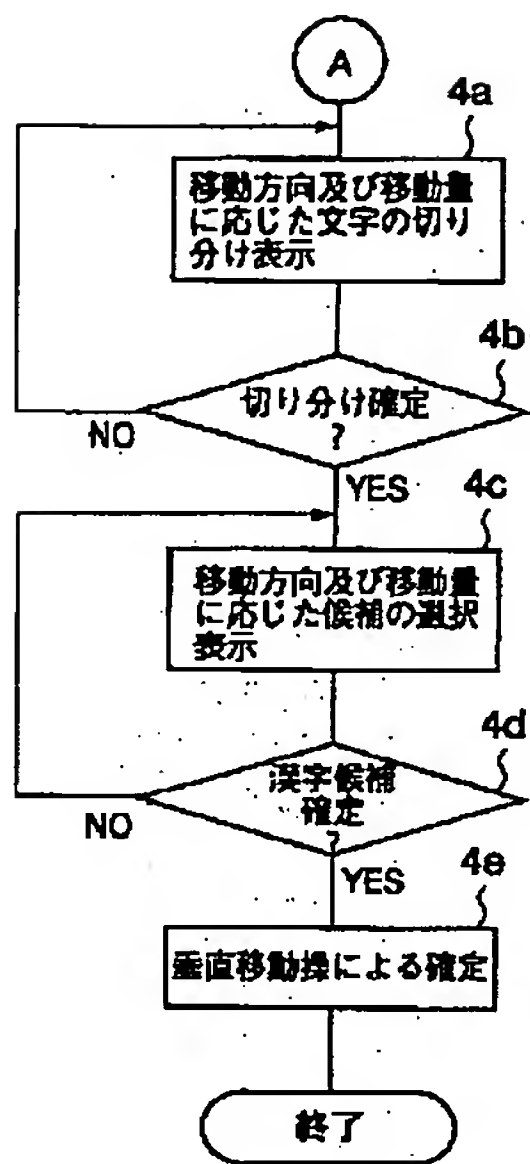 A
4a
移動方向及び移動量
に応じた文字の切り
分け表示
4b
切り分け確定
?
NO
YES
4c
移動方向及び移動量
に応じた候補の選択
表示
4d
漢字候補
確定
?
NO
YES
4e
垂直移動操による確定
終了